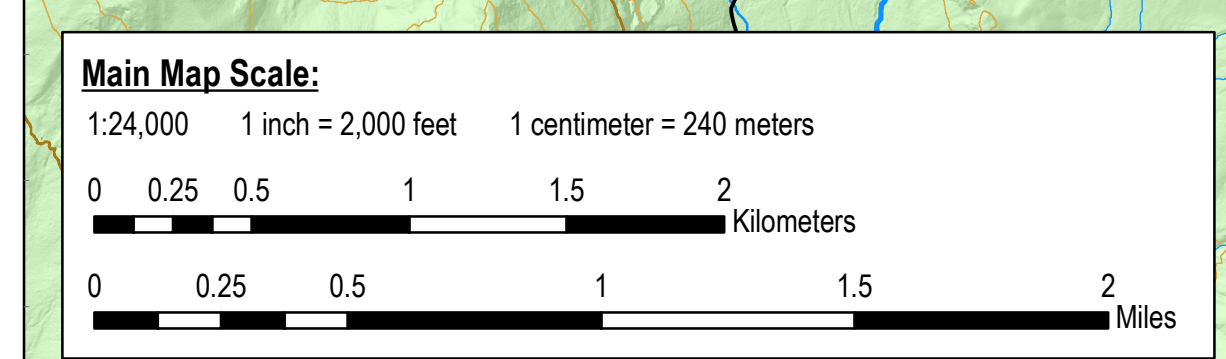 Main Map Scale:
1:24,000 1 inch = 2,000 feet 1 centimeter = 240 meters
0 0.25 0.5 1 1.5 2
Kilometers
0 0.25 0.5 1 1.5 2
Miles